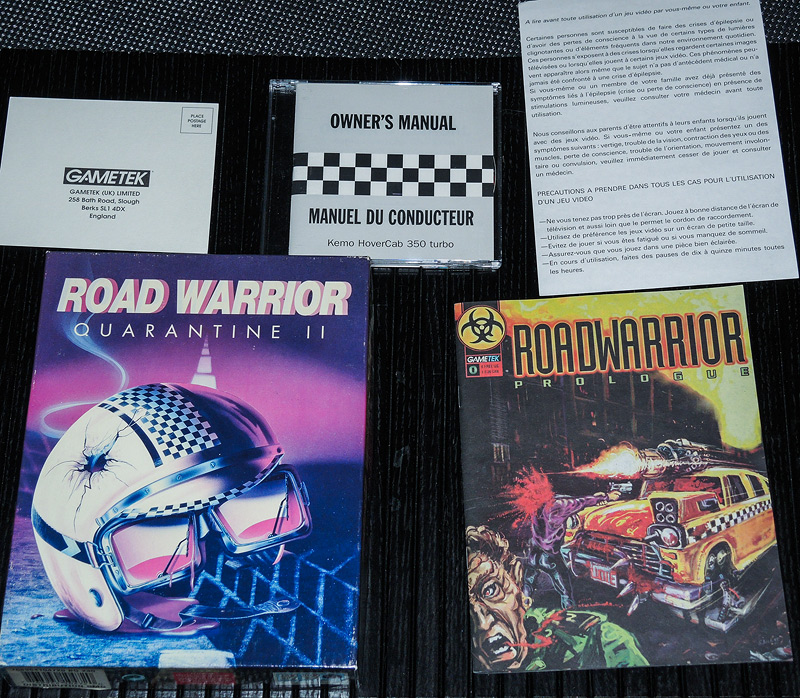 PLACE
POSTAGE
HERE
GAMETEK
GAMETEK (UK) LIMITED
258 Bath Road, Slough
Berks SL1 4DX
England
OWNER'S MANUAL
MANUEL DU CONDUCTEUR
Kemo HoverCab 350 turbo
A lire avant toute utilisation d'un jeu vidéo par vous-même ou votre enfant.
Certaines personnes sont susceptibles de faire des crises d'épilepsie ou
d'avoir des pertes de conscience à la vue de certains types de lumières
clignotantes ou d'éléments fréquents dans notre environnement quotidien.
Ces personnes s'exposent à des crises lorsqu'elles regardent certaines images
télévisées ou lorsqu'elles jouent à certains jeux vidéo. Ces phénomènes peu-
vent apparaître alors même que le sujet n'a pas d'antécédent médical ou n'a
jamais été confronté à une crise d'épilepsie.
Si vous-même ou un membre de votre famille avez déjà présenté des
symptômes liés à l'épilepsie (crise ou perte de conscience) en présence de
stimulations lumineuses, veuillez consulter votre médecin avant toute
utilisation.
Nous conseillons aux parents d'être attentifs à leurs enfants lorsqu'ils jouent
avec des jeux vidéo. Si vous-même ou votre enfant présentez un des
symptômes suivants : vertige, trouble de la vision, contraction des yeux ou des
muscles, perte de conscience, trouble de l'orientation, mouvement involon-
taire ou convulsion, veuillez immédiatement cesser de jouer et consulter
un médecin.
PRECAUTIONS A PRENDRE DANS TOUS LES CAS POUR L'UTILISATION
D'UN JEU VIDEO
—Ne vous tenez pas trop près de l'écran. Jouez à bonne distance de l'écran de
télévision et aussi loin que le permet le cordon de raccordement.
—Utilisez de préférence les jeux vidéo sur un écran de petite taille.
—Evitez de jouer si vous êtes fatigué ou si vous manquez de sommeil.
—Assurez-vous que vous jouez dans une pièce bien éclairée.
—En cours d'utilisation, faites des pauses de dix à quinze minutes toutes
les heures.
ROAD WARRIOR
QUARANTINE II
GAMETEK
0
ROADWARRIOR
PROLOGUE